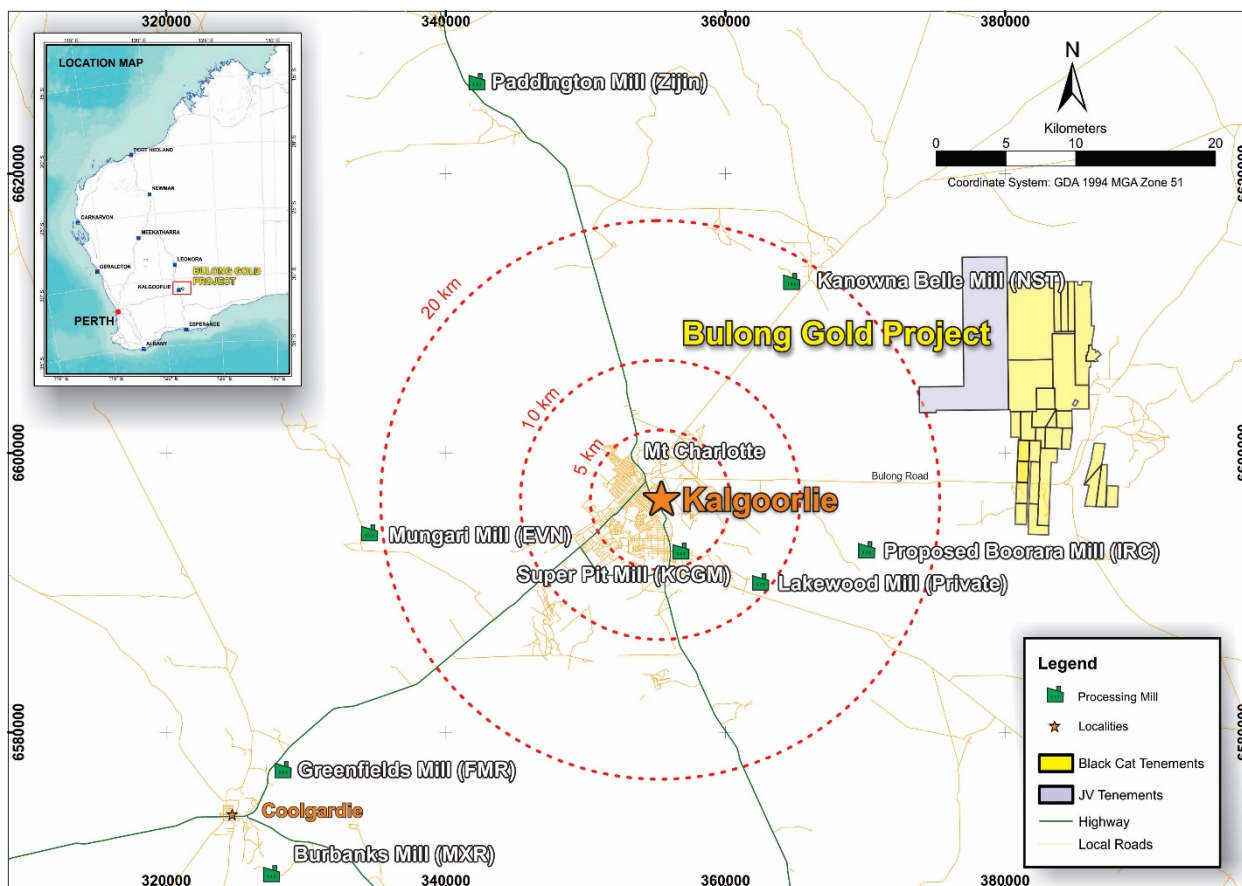 320000
340000
360000
380000
LOCATION MAP
PORT HEDLAND
NEWMAN
CARNARVON
MEEKATHARRA
LEONORA
GERALDTON
BULONG GOLD
PROJECT
KALGOORLIE
PERTH
ESPERANCE
ALBANY
Paddington Mill (Zijin)
N
Kilometers
0
5
10
20
Coordinate System: GDA 1994 MGA Zone 51
6620000
6620000
20 km
Kanowna Belle Mill (NST)
Bulong Gold Project
10 km
5 km
Mt Charlotte
6600000
6600000
Bulong Road
Kalgoorlie
Mungari Mill (EVN)
Super Pit Mill (KCGM)
Proposed Boorara Mill (IRC)
Lakewood Mill (Private)
6580000
6580000
Greenfields Mill (FMR)
Coolgardie
Burbanks Mill (MXR)
Legend
Processing Mill
Localities
Black Cat Tenements
JV Tenements
Highway
Local Roads
320000
340000
360000
380000